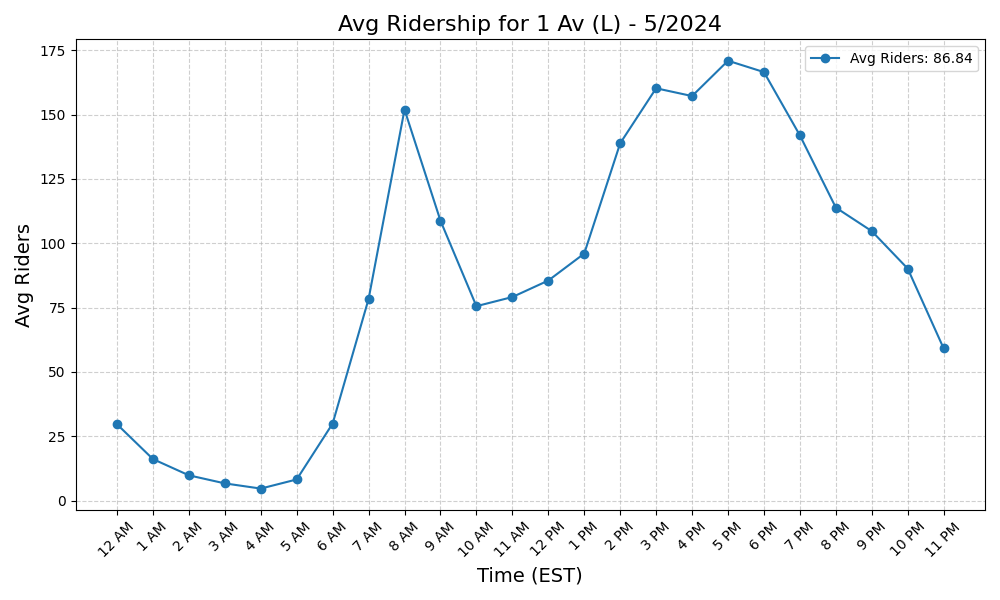 Avg Ridership for 1 Av (L) - 5/2024
Avg Riders: 86.84
Avg Riders
175
150
125
100
75
50
25
0
12 AM
1 AM
2 AM
3 AM
4 AM
5 AM
6 AM
7 AM
8 AM
9 AM
10 AM
11 AM
12 PM
1 PM
2 PM
3 PM
4 PM
5 PM
6 PM
7 PM
8 PM
9 PM
10 PM
11 PM
Time (EST)